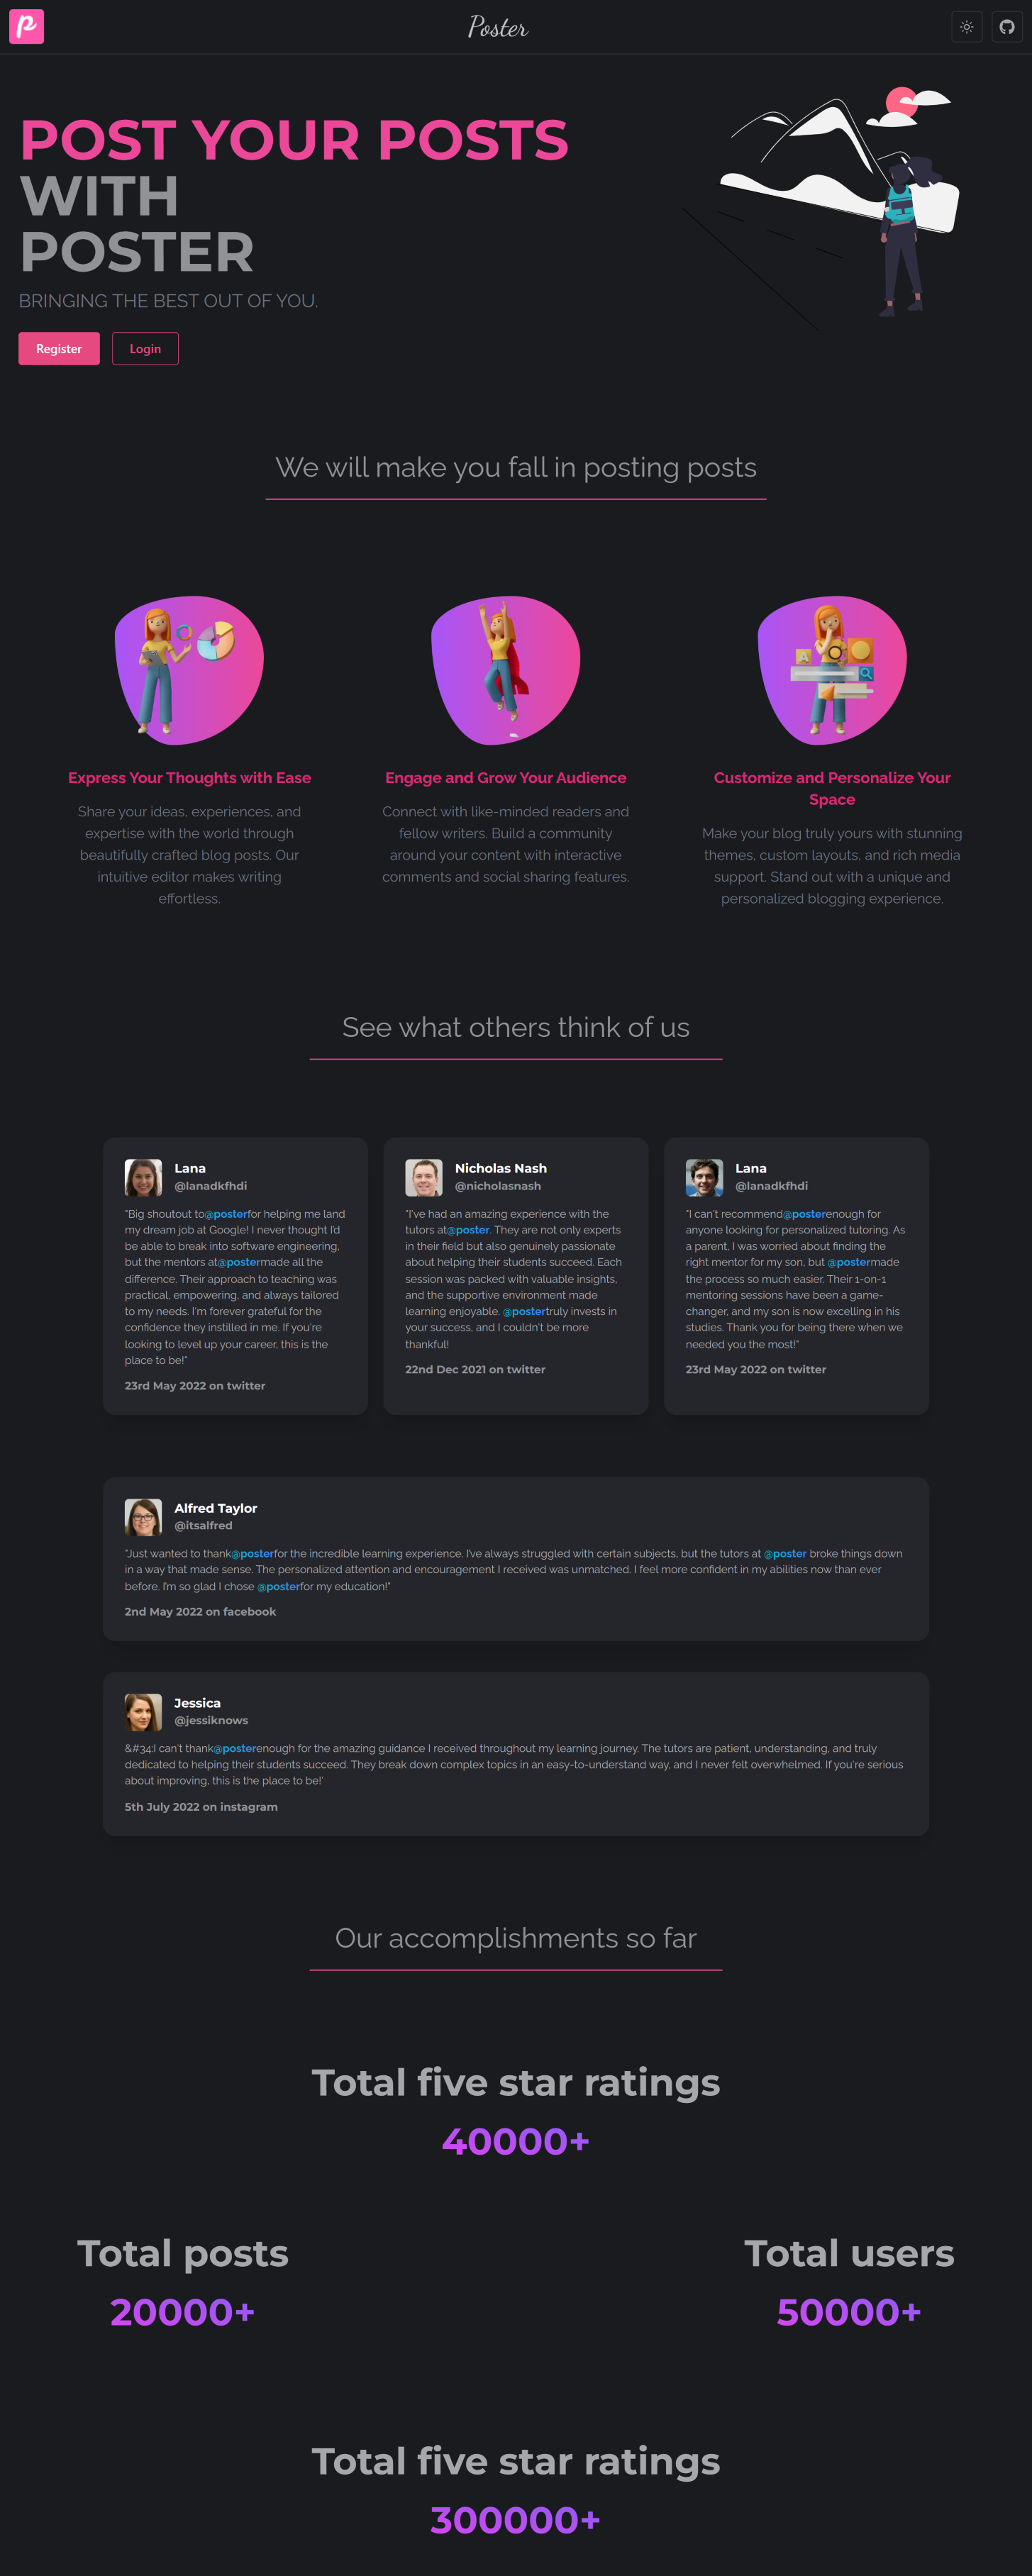 p
Poster
POST YOUR POSTS
WITH
POSTER
BRINGING THE BEST OUT OF YOU.
Register
Login
We will make you fall in posting posts
A
Express Your Thoughts with Ease
Share your ideas, experiences, and
expertise with the world through
beautifully crafted blog posts. Our
intuitive editor makes writing
effortless.
Engage and Grow Your Audience
Connect with like-minded readers and
fellow writers. Build a community
around your content with interactive
comments and social sharing features.
Customize and Personalize Your
Space
Make your blog truly yours with stunning
themes, custom layouts, and rich media
support. Stand out with a unique and
personalized blogging experience.
See what others think of us
Lana
@lanadkfhdi
"Big shoutout to@posterfor helping me land
my dream job at Google! I never thought I'd
be able to break into software engineering,
but the mentors at@postermade all the
difference. Their approach to teaching was
practical, empowering, and always tailored
to my needs. I'm forever grateful for the
confidence they instilled in me. If you're
looking to level up your career, this is the
place to be!"
23rd May 2022 on twitter
Nicholas Nash
@nicholasnash
"I've had an amazing experience with the
tutors at@poster. They are not only experts
in their field but also genuinely passionate
about helping their students succeed. Each
session was packed with valuable insights,
and the supportive environment made
learning enjoyable. @postertruly invests in
your success, and I couldn't be more
thankful!
22nd Dec 2021 on twitter
Lana
@lanadkfhdi
"I can't recommend@posterenough for
anyone looking for personalized tutoring. As
a parent, I was worried about finding the
right mentor for my son, but @postermade
the process so much easier. Their 1-on-1
mentoring sessions have been a game-
changer, and my son is now excelling in his
studies. Thank you for being there when we
needed you the most!"
23rd May 2022 on twitter
Alfred Taylor
@itsalfred
"Just wanted to thank@posterfor the incredible learning experience. I've always struggled with certain subjects, but the tutors at @poster broke things down
in a way that made sense. The personalized attention and encouragement I received was unmatched. I feel more confident in my abilities now than ever
before. I'm so glad I chose @posterfor my education!"
2nd May 2022 on facebook
Jessica
@jessiknows
&#34;I can't thank@posterenough for the amazing guidance I received throughout my learning journey. The tutors are patient, understanding, and truly
dedicated to helping their students succeed. They break down complex topics in an easy-to-understand way, and I never felt overwhelmed. If you're serious
about improving, this is the place to be!'
5th July 2022 on instagram
Our accomplishments so far
Total five star ratings
40000+
Total posts
20000+
Total users
50000+
Total five star ratings
300000+